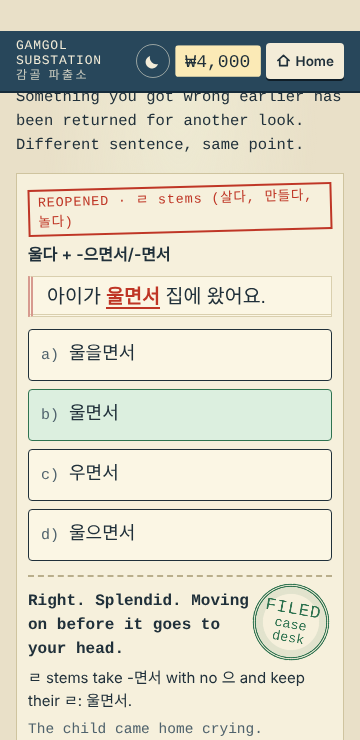 GAMGOL
SUBSTATION
감골 파출소
₩4,000
Home
Something you got wrong earlier has
been returned for another look.
Different sentence, same point.
REOPENED · ㄹ stems (살다, 만들다,
놀다)
울다 + -으면서/-면서
아이가 울면서 집에 왔어요.
a) 울을면서
b) 울면서
c) 우면서
d) 울으면서
Right. Splendid. Moving
on before it goes to
your head.
FILED
case
desk
ㄹ stems take -면서 with no 으 and keep
their ㄹ: 울면서.
The child came home crying.